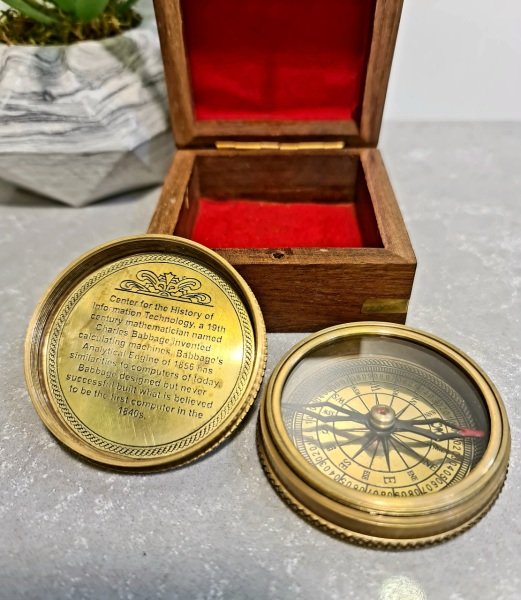 Center for the History of
Information Technology, a 19th
century mathematician named
Charles Babbage invented
calculating machines, Babbage's
Analytical Engine of 1856 has
similarities to computers of today.
Babbage designed but never
successful built what is believed
to be the first computer in the
1840s.
E